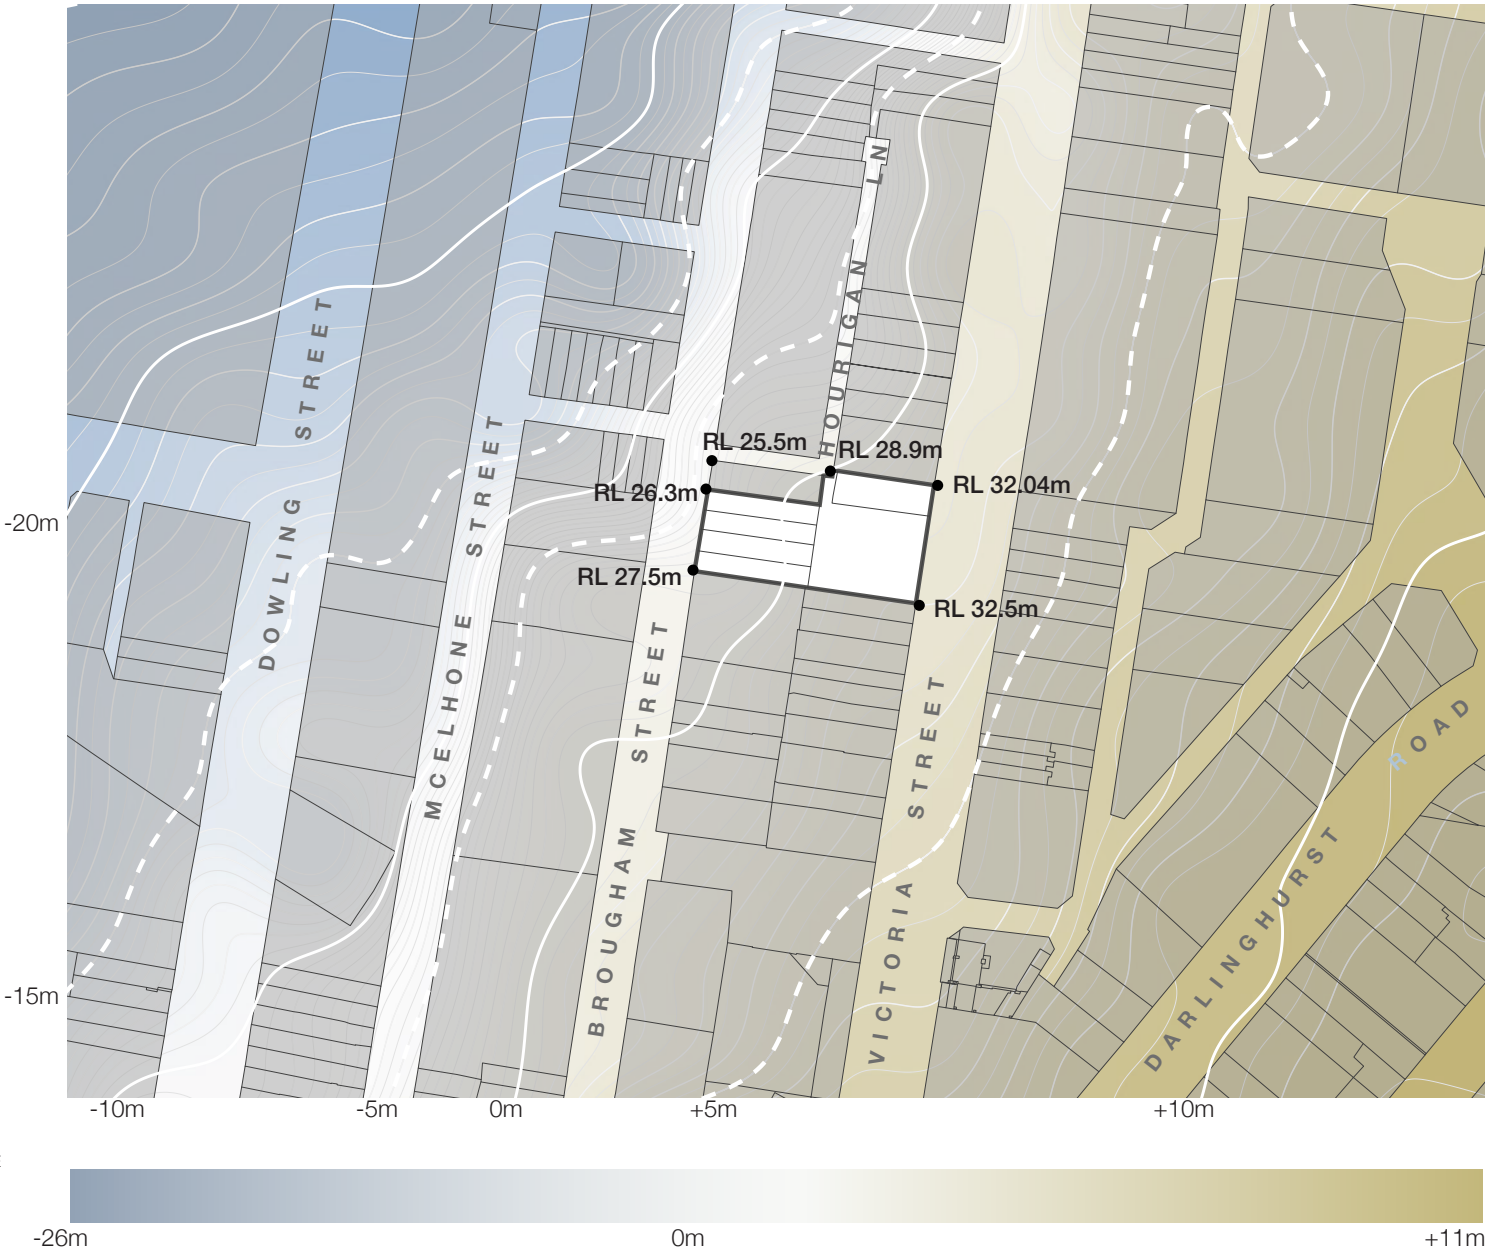 HOURIGAN LN
DOWLING STREET
MCELHONE STREET
BROUGHAM STREET
VICTORIA STREET
DARLINGHURST ROAD
RL 25.5m
RL 28.9m
RL 26.3m
RL 32.04m
RL 27.5m
RL 32.5m
-20m
-15m
-10m
-5m
0m
+5m
+10m
-26m
0m
+11m